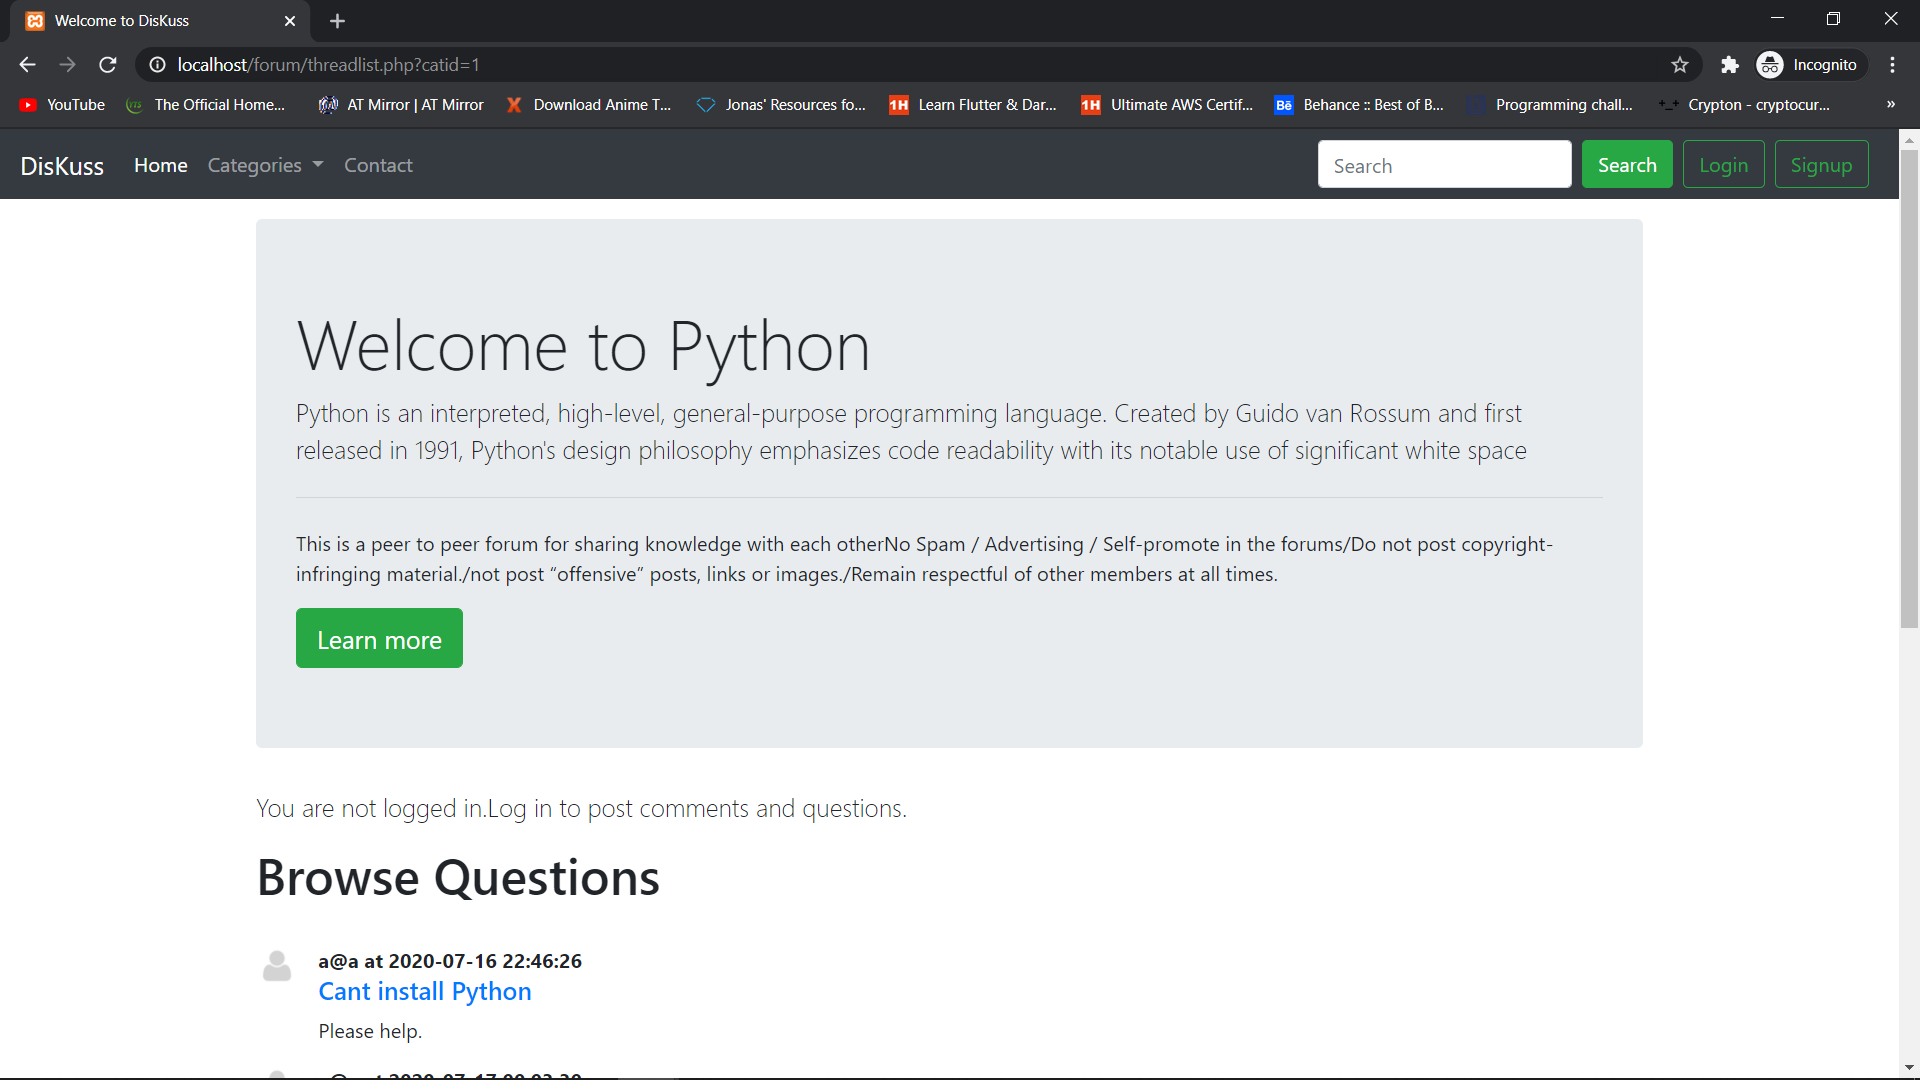 Welcome to DisKuss
localhost/forum/threadlist.php?catid=1
Incognito
YouTube The Official Home... AT Mirror | AT Mirror Download Anime T... Jonas' Resources fo... 1H Learn Flutter & Dar... 1H Ultimate AWS Certif... Bē Behance :: Best of B... Programming chall... Crypton - cryptocur... »
DisKuss Home Categories Contact Search Search Login Signup
Welcome to Python
Python is an interpreted, high-level, general-purpose programming language. Created by Guido van Rossum and first
released in 1991, Python's design philosophy emphasizes code readability with its notable use of significant white space
This is a peer to peer forum for sharing knowledge with each otherNo Spam / Advertising / Self-promote in the forums/Do not post copyright-
infringing material./not post “offensive” posts, links or images./Remain respectful of other members at all times.
Learn more
You are not logged in.Log in to post comments and questions.
Browse Questions
a@a at 2020-07-16 22:46:26
Cant install Python
Please help.